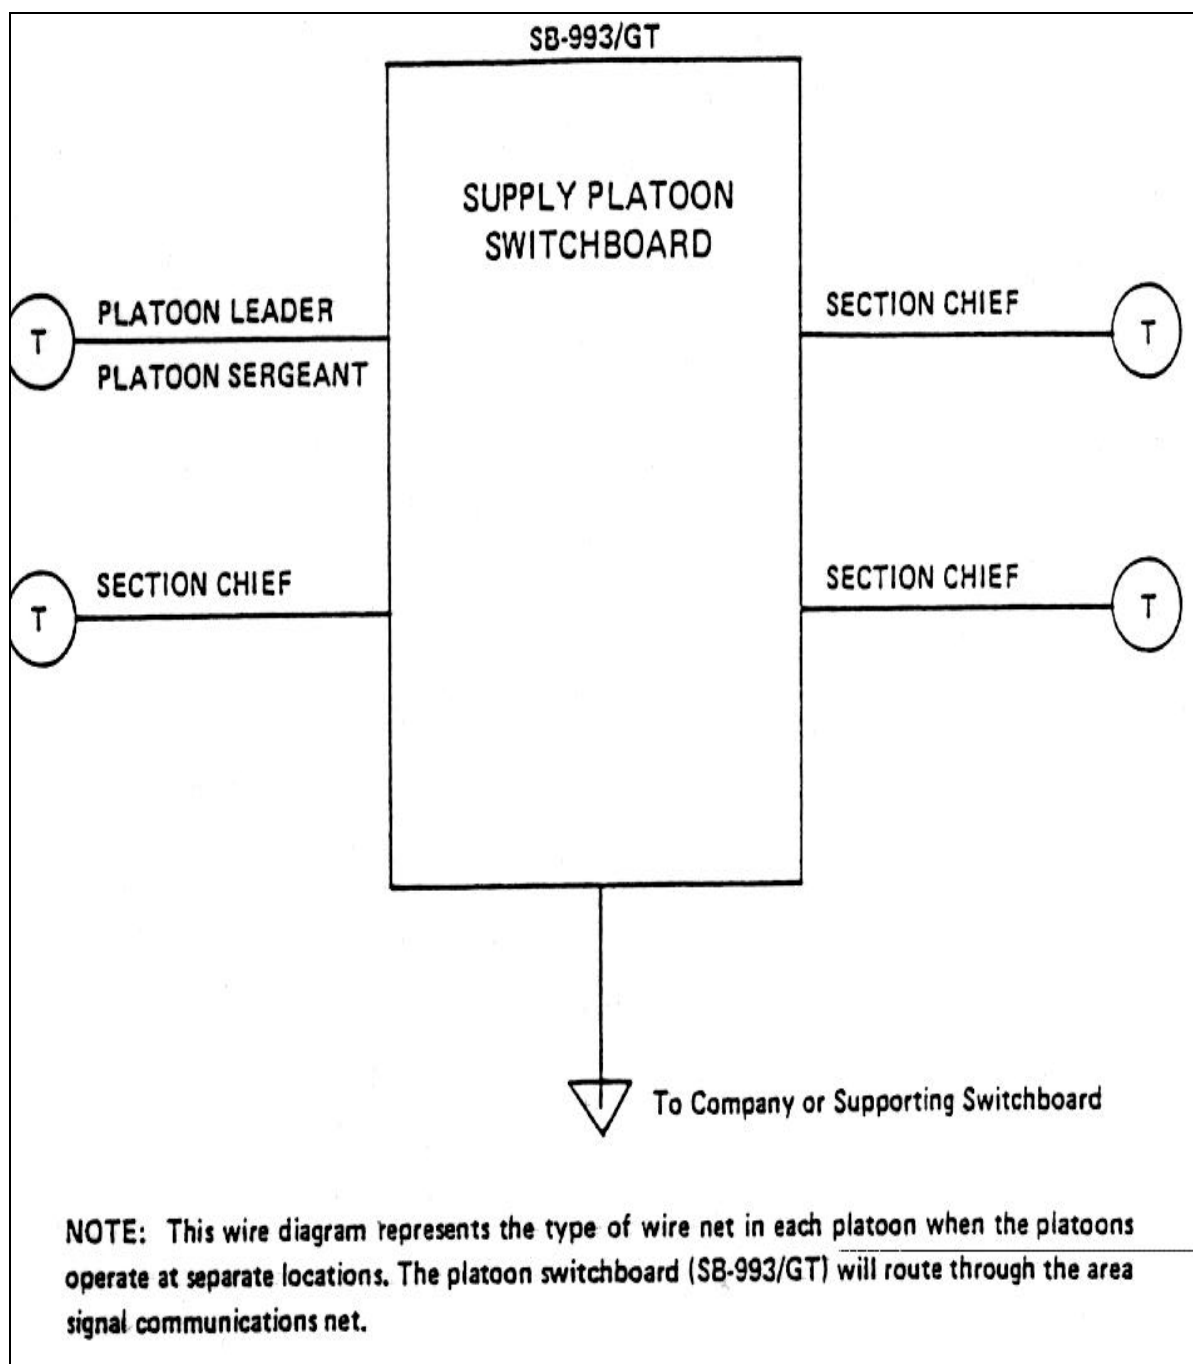 SB-993/GT
SUPPLY PLATOON
SWITCHBOARD
PLATOON LEADER
T
PLATOON SERGEANT
SECTION CHIEF
T
SECTION CHIEF
T
SECTION CHIEF
T
To Company or Supporting Switchboard
NOTE: This wire diagram represents the type of wire net in each platoon when the platoons
operate at separate locations. The platoon switchboard (SB-993/GT) will route through the area
signal communications net.